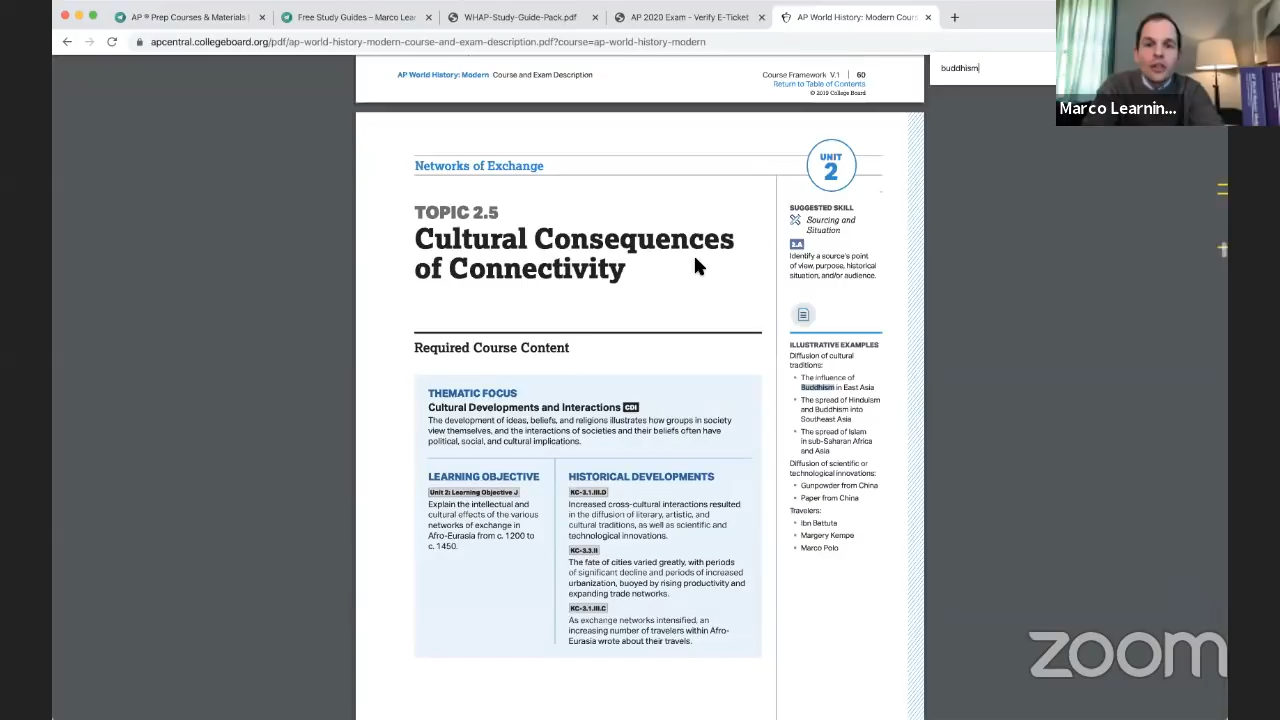 AP ® Prep Courses & Materials
Free Study Guides – Marco Lea
WHAP-Study-Guide-Pack.pdf
AP 2020 Exam - Verify E-Ticket
AP World History: Modern Cours
apcentral.collegeboard.org/pdf/ap-world-history-modern-course-and-exam-description.pdf?course=ap-world-history-modern
buddhism
Marco Learnin...
AP World History: Modern Course and Exam Description
Course Framework V.1 | 60
Return to Table of Contents
© 2019 College Board
Networks of Exchange
UNIT
2
TOPIC 2.5
Cultural Consequences
of Connectivity
Required Course Content
THEMATIC FOCUS
Cultural Developments and Interactions CDI
The development of ideas, beliefs, and religions illustrates how groups in society
view themselves, and the interactions of societies and their beliefs often have
political, social, and cultural implications.
LEARNING OBJECTIVE
Unit 2: Learning Objective J
Explain the intellectual and
cultural effects of the various
networks of exchange in
Afro-Eurasia from c. 1200 to
c. 1450.
HISTORICAL DEVELOPMENTS
KC-3.1.III.D
Increased cross-cultural interactions resulted
in the diffusion of literary, artistic, and
cultural traditions, as well as scientific and
technological innovations.
KC-3.3.II
The fate of cities varied greatly, with periods
of significant decline and periods of increased
urbanization, buoyed by rising productivity and
expanding trade networks.
KC-3.1.III.C
As exchange networks intensified, an
increasing number of travelers within Afro-
Eurasia wrote about their travels.
SUGGESTED SKILL
Sourcing and
Situation
2.A
Identify a source's point
of view, purpose, historical
situation, and/or audience.
ILLUSTRATIVE EXAMPLES
Diffusion of cultural
traditions:
• The influence of
Buddhism in East Asia
• The spread of Hinduism
and Buddhism into
Southeast Asia
• The spread of Islam
in sub-Saharan Africa
and Asia
Diffusion of scientific or
technological innovations:
• Gunpowder from China
• Paper from China
Travelers:
• Ibn Battuta
• Margery Kempe
• Marco Polo
zoom